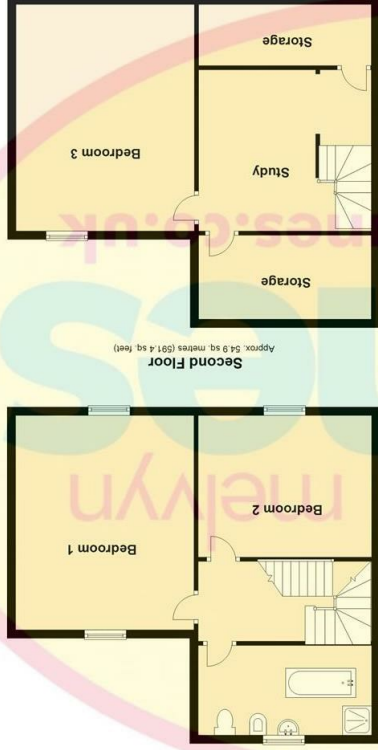 Bedroom 2
Bedroom 1
melvyn
Second Floor
Approx. 54.9 sq. metres (591.4 sq. feet)
Storage
nes.co.uk
Study
Bedroom 3
Storage